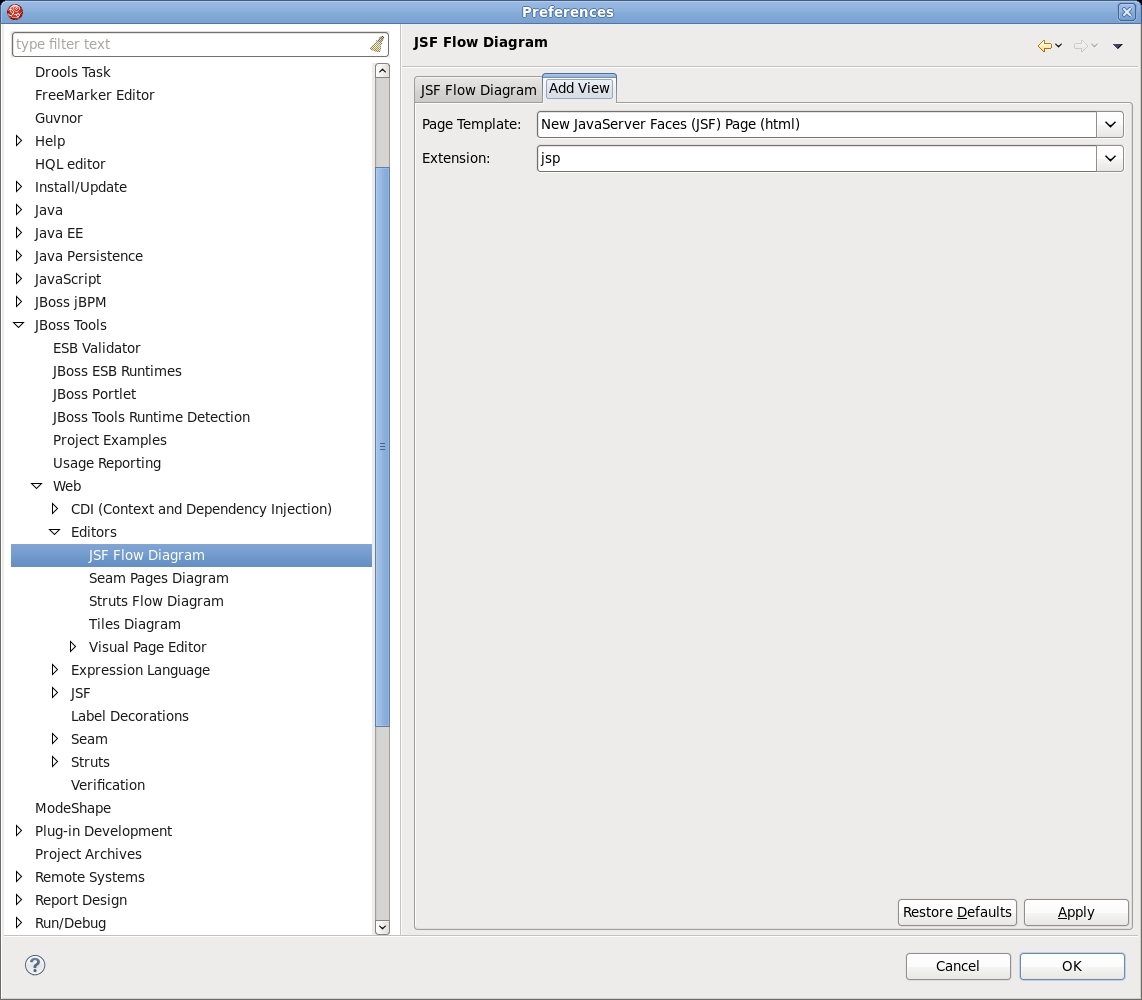 Preferences
type filter text
Drools Task
FreeMarker Editor
Guvnor
Help
HQL editor
Install/Update
Java
Java EE
Java Persistence
JavaScript
JBoss jBPM
JBoss Tools
ESB Validator
JBoss ESB Runtimes
JBoss Portlet
JBoss Tools Runtime Detection
Project Examples
Usage Reporting
Web
CDI (Context and Dependency Injection)
Editors
JSF Flow Diagram
Seam Pages Diagram
Struts Flow Diagram
Tiles Diagram
Visual Page Editor
Expression Language
JSF
Label Decorations
Seam
Struts
Verification
ModeShape
Plug-in Development
Project Archives
Remote Systems
Report Design
Run/Debug
JSF Flow Diagram
JSF Flow Diagram Add View
Page Template: New JavaServer Faces (JSF) Page (html)
Extension: jsp
Restore Defaults Apply
? Cancel OK